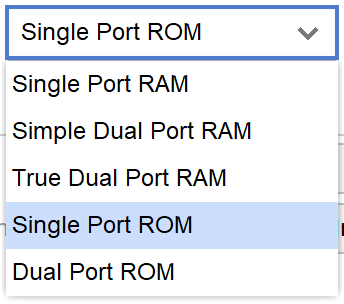 Single Port ROM
Single Port RAM
Simple Dual Port RAM
True Dual Port RAM
Single Port ROM
Dual Port ROM